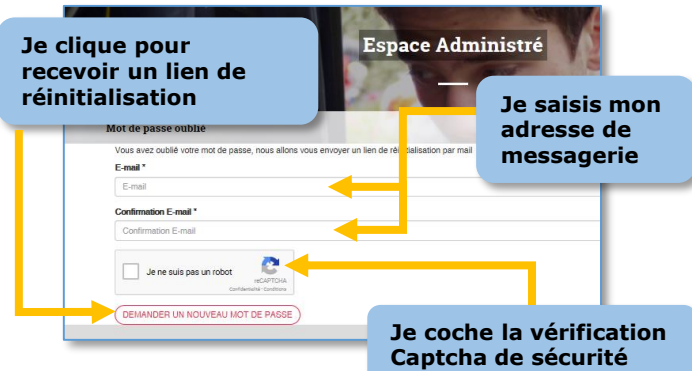 Je clique pour
recevoir un lien de
réinitialisation
Espace Administré
Je saisis mon
adresse de
messagerie
Mot de passe oublié
Vous avez oublié votre mot de passe, nous allons vous envoyer un lien de réinitialisation par mail
E-mail *
E-mail
Confirmation E-mail *
Confirmation E-mail
Je ne suis pas un robot
reCAPTCHA
Confidentialité - Conditions
DEMANDER UN NOUVEAU MOT DE PASSE
Je coche la vérification
Captcha de sécurité